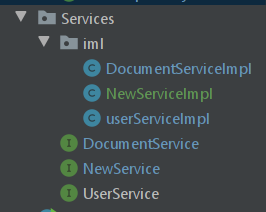 Services
iml
C DocumentServiceImpl
C NewServiceImpl
C userServiceImpl
I DocumentService
I NewService
I UserService